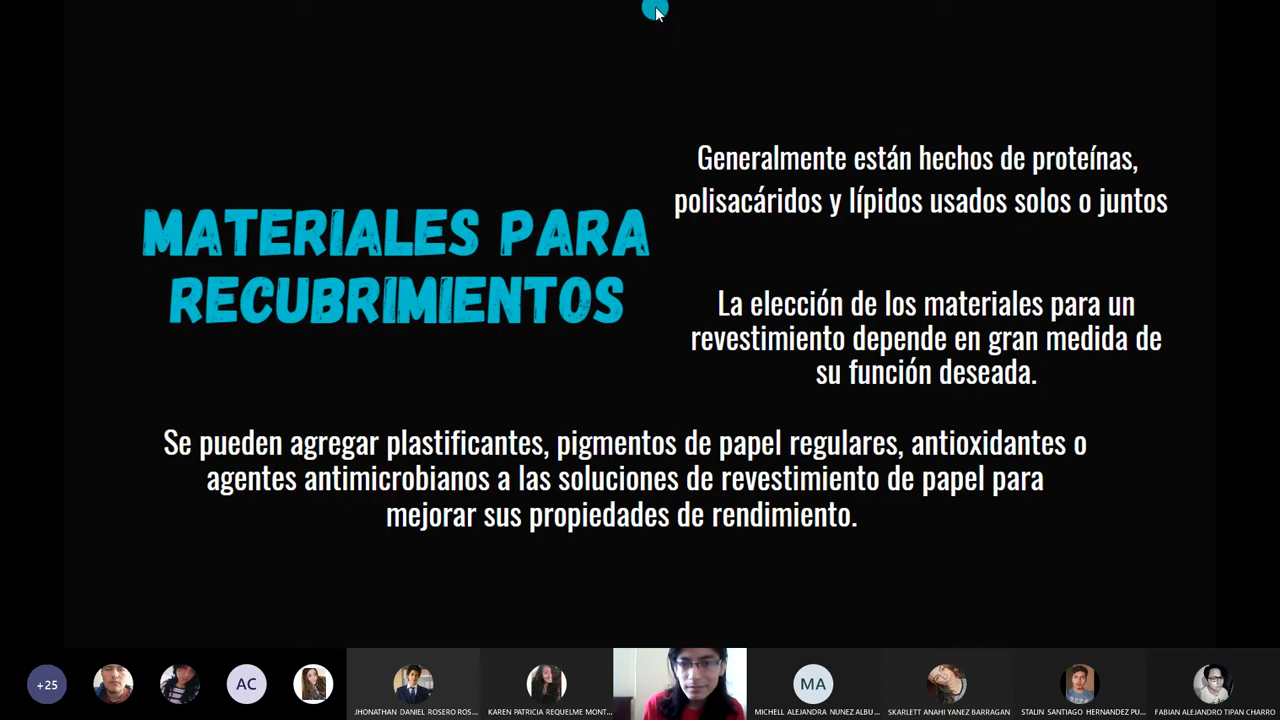 MATERIALES PARA
RECUBRIMIENTOS
Generalmente están hechos de proteínas,
polisacáridos y lípidos usados solos o juntos
La elección de los materiales para un
revestimiento depende en gran medida de
su función deseada.
Se pueden agregar plastificantes, pigmentos de papel regulares, antioxidantes o
agentes antimicrobianos a las soluciones de revestimiento de papel para
mejorar sus propiedades de rendimiento.
+25
AC
MA
JHONATHAN DANIEL ROSERO ROS...
KAREN PATRICIA REQUELME MONT...
MICHELL ALEJANDRA NUNEZ ALBU...
SKARLETT ANAHI YANEZ BARRAGAN
STALIN SANTIAGO HERNANDEZ PU...
FABIAN ALEJANDRO TIPAN CHARRO